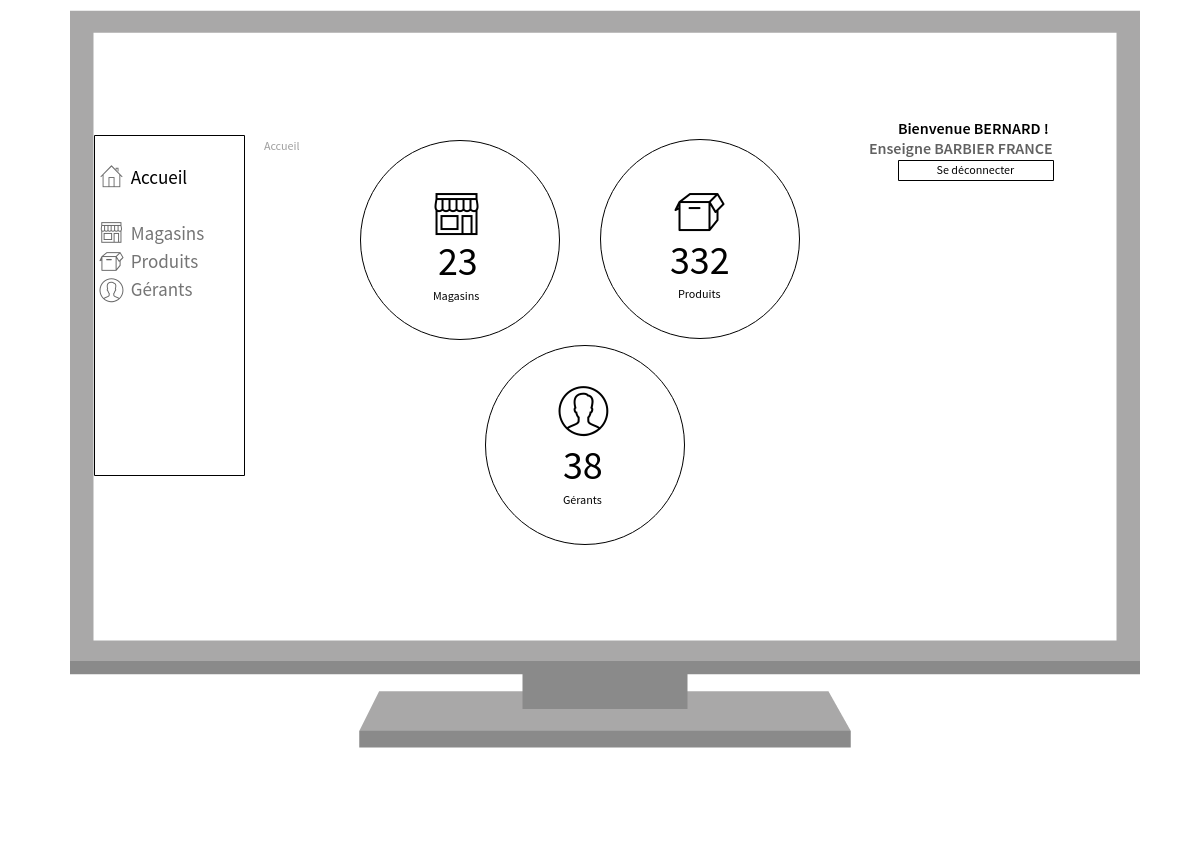 Bienvenue BERNARD !
Enseigne BARBIER FRANCE
Se déconnecter
Accueil
Accueil
Magasins
Produits
Gérants
23
Magasins
332
Produits
38
Gérants